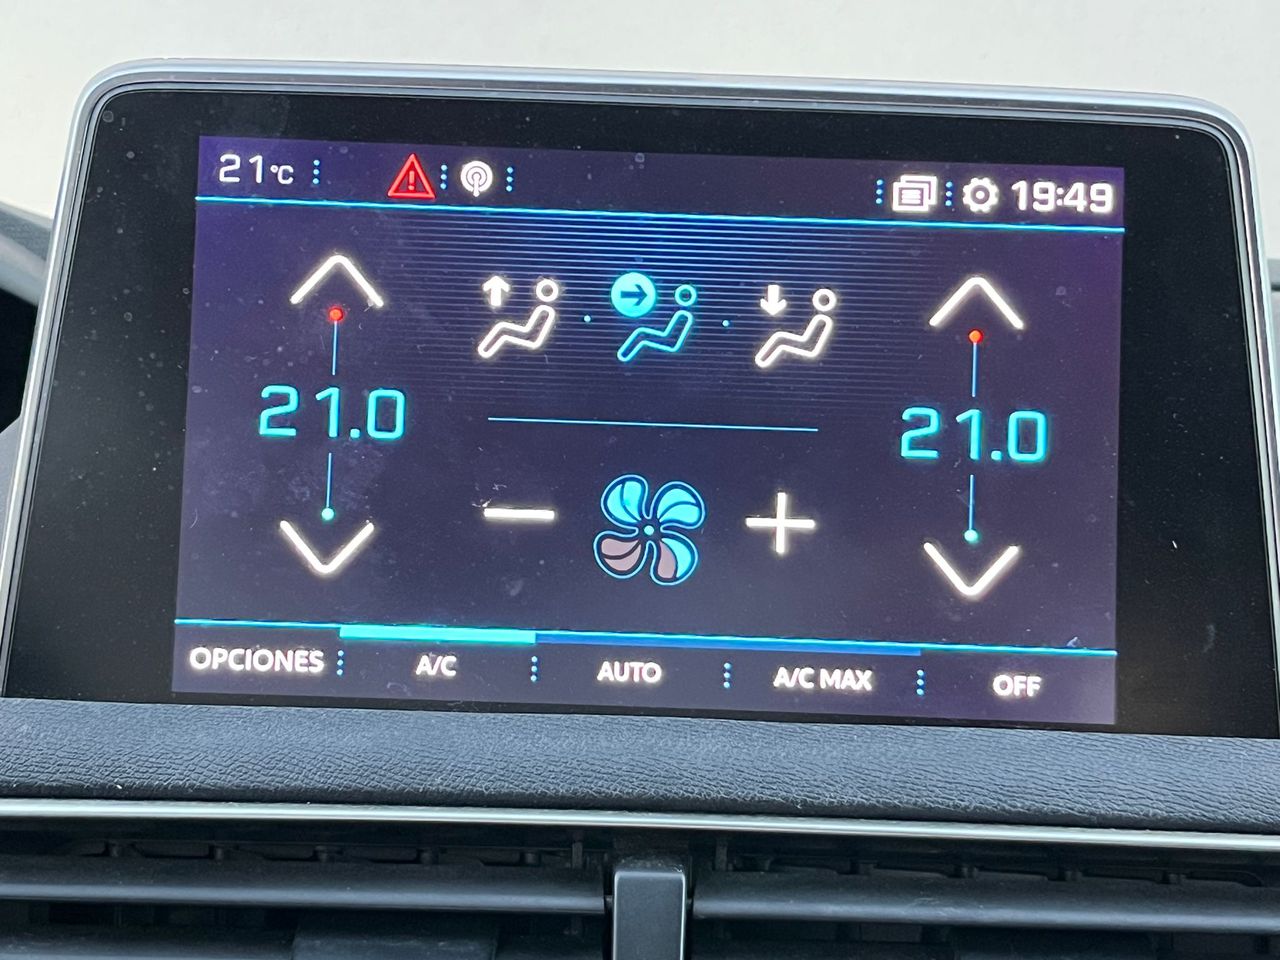 21°C 19:49
21.0 21.0
OPCIONES A/C AUTO A/C MAX OFF